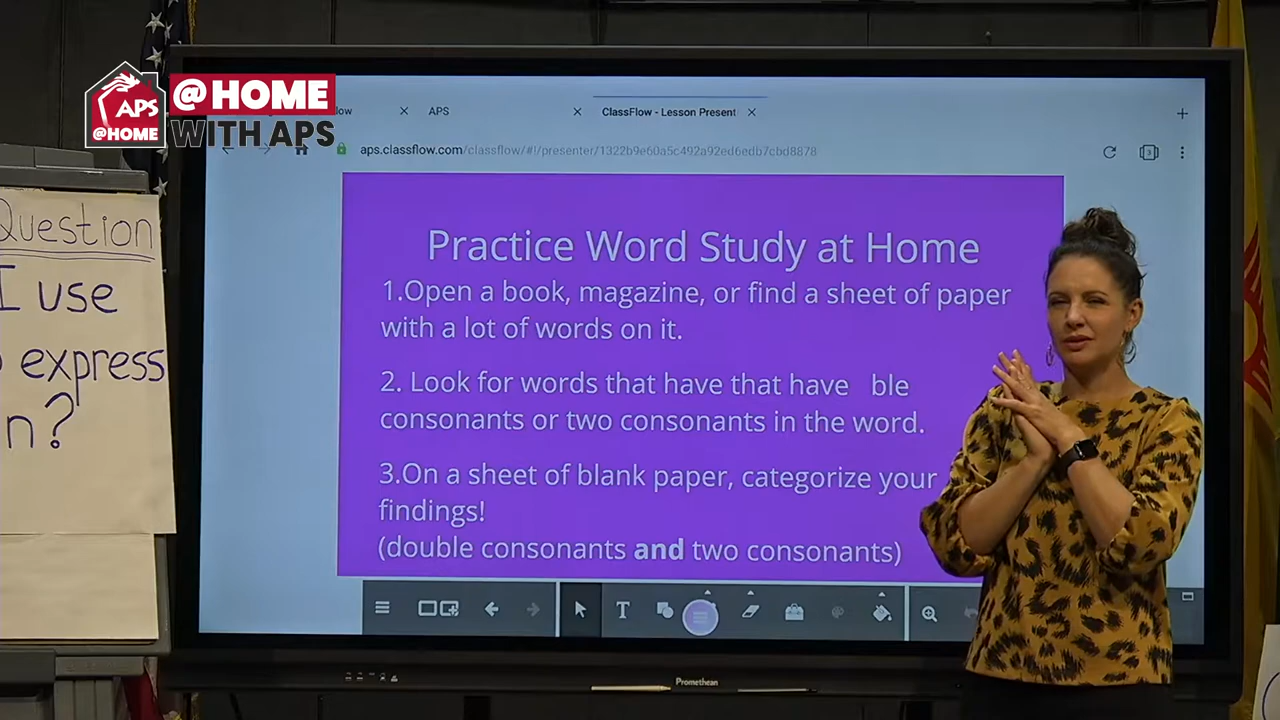 APS
@HOME
@HOME
WITH APS
low
APS
ClassFlow - Lesson Present
aps.classflow.com/classflow/#!/presenter/1322b9e60a5c492a92ed6edb7cbd8878
Question
I use
express
n?
Practice Word Study at Home
1.Open a book, magazine, or find a sheet of paper
with a lot of words on it.
2. Look for words that have that have ble
consonants or two consonants in the word.
3.On a sheet of blank paper, categorize your
findings!
(double consonants and two consonants)
T
Promethean